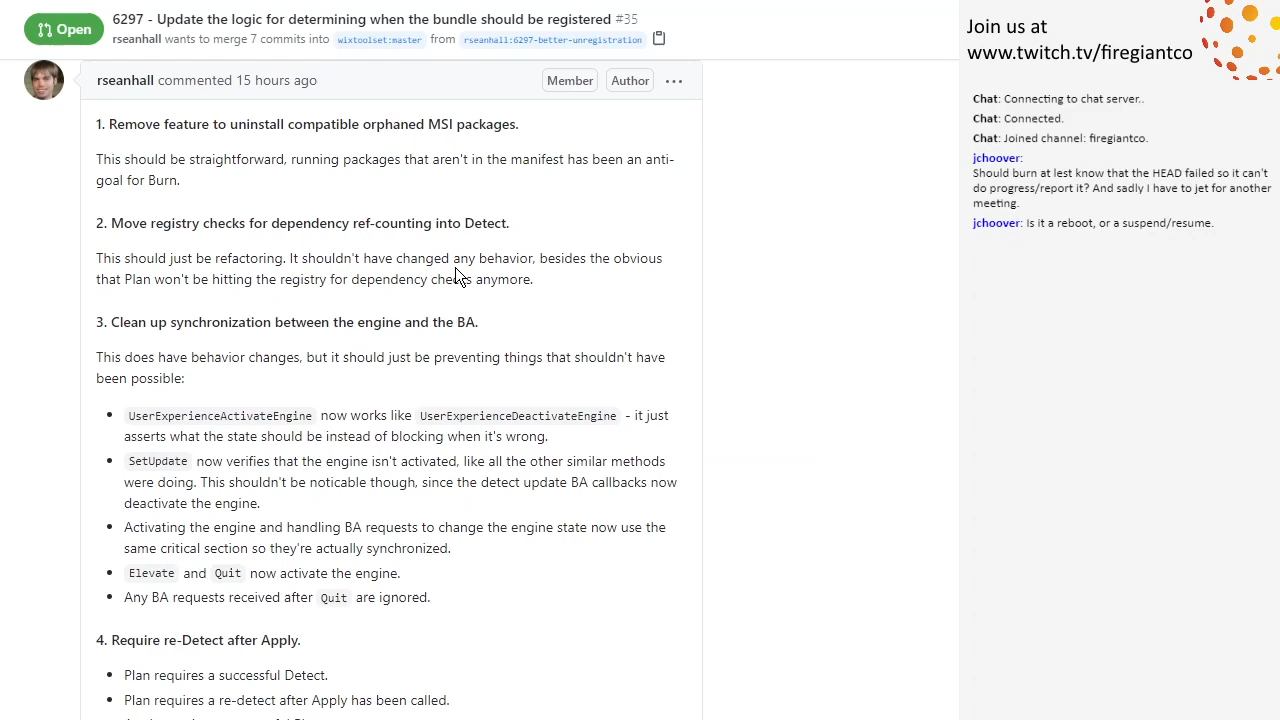 Open
6297 - Update the logic for determining when the bundle should be registered #35
rseanhall wants to merge 7 commits into wixtoolset:master from rseanhall:6297-better-unregistration
rseanhall commented 15 hours ago
Member
Author
1. Remove feature to uninstall compatible orphaned MSI packages.
This should be straightforward, running packages that aren't in the manifest has been an anti-
goal for Burn.
2. Move registry checks for dependency ref-counting into Detect.
This should just be refactoring. It shouldn't have changed any behavior, besides the obvious
that Plan won't be hitting the registry for dependency checks anymore.
3. Clean up synchronization between the engine and the BA.
This does have behavior changes, but it should just be preventing things that shouldn't have
been possible:
UserExperienceActivateEngine now works like UserExperienceDeactivateEngine - it just
asserts what the state should be instead of blocking when it's wrong.
SetUpdate now verifies that the engine isn't activated, like all the other similar methods
were doing. This shouldn't be noticable though, since the detect update BA callbacks now
deactivate the engine.
Activating the engine and handling BA requests to change the engine state now use the
same critical section so they're actually synchronized.
Elevate and Quit now activate the engine.
Any BA requests received after Quit are ignored.
4. Require re-Detect after Apply.
Plan requires a successful Detect.
Plan requires a re-detect after Apply has been called.
Join us at
www.twitch.tv/firegiantco
Chat: Connecting to chat server..
Chat: Connected.
Chat: Joined channel: firegiantco.
jchoover:
Should burn at lest know that the HEAD failed so it can't
do progress/report it? And sadly I have to jet for another
meeting.
jchoover: Is it a reboot, or a suspend/resume.